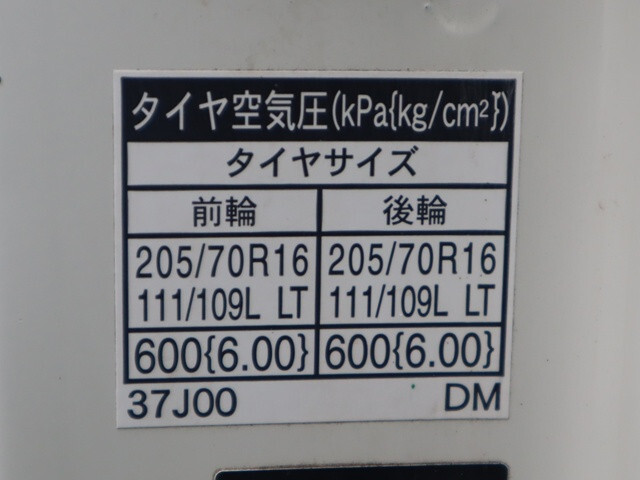 タイヤ空気圧(kPa{kg/cm²})
タイヤサイズ
前輪 後輪
205/70R16 205/70R16
111/109L LT 111/109L LT
600{6.00} 600{6.00}
37J00 DM